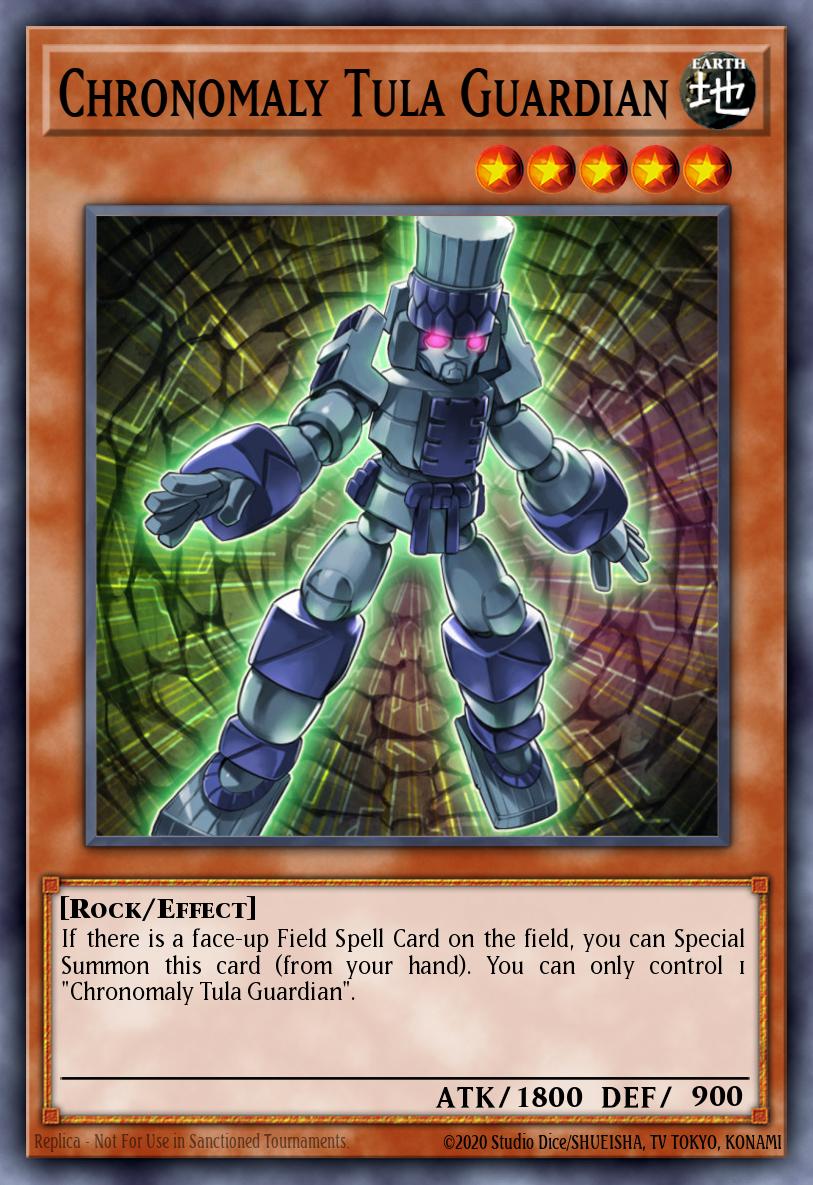 Chronomaly Tula Guardian
EARTH
地
[Rock/Effect]
If there is a face-up Field Spell Card on the field, you can Special
Summon this card (from your hand). You can only control 1
"Chronomaly Tula Guardian".
ATK/1800 DEF/ 900
Replica - Not For Use in Sanctioned Tournaments.
©2020 Studio Dice/SHUEISHA, TV TOKYO, KONAMI